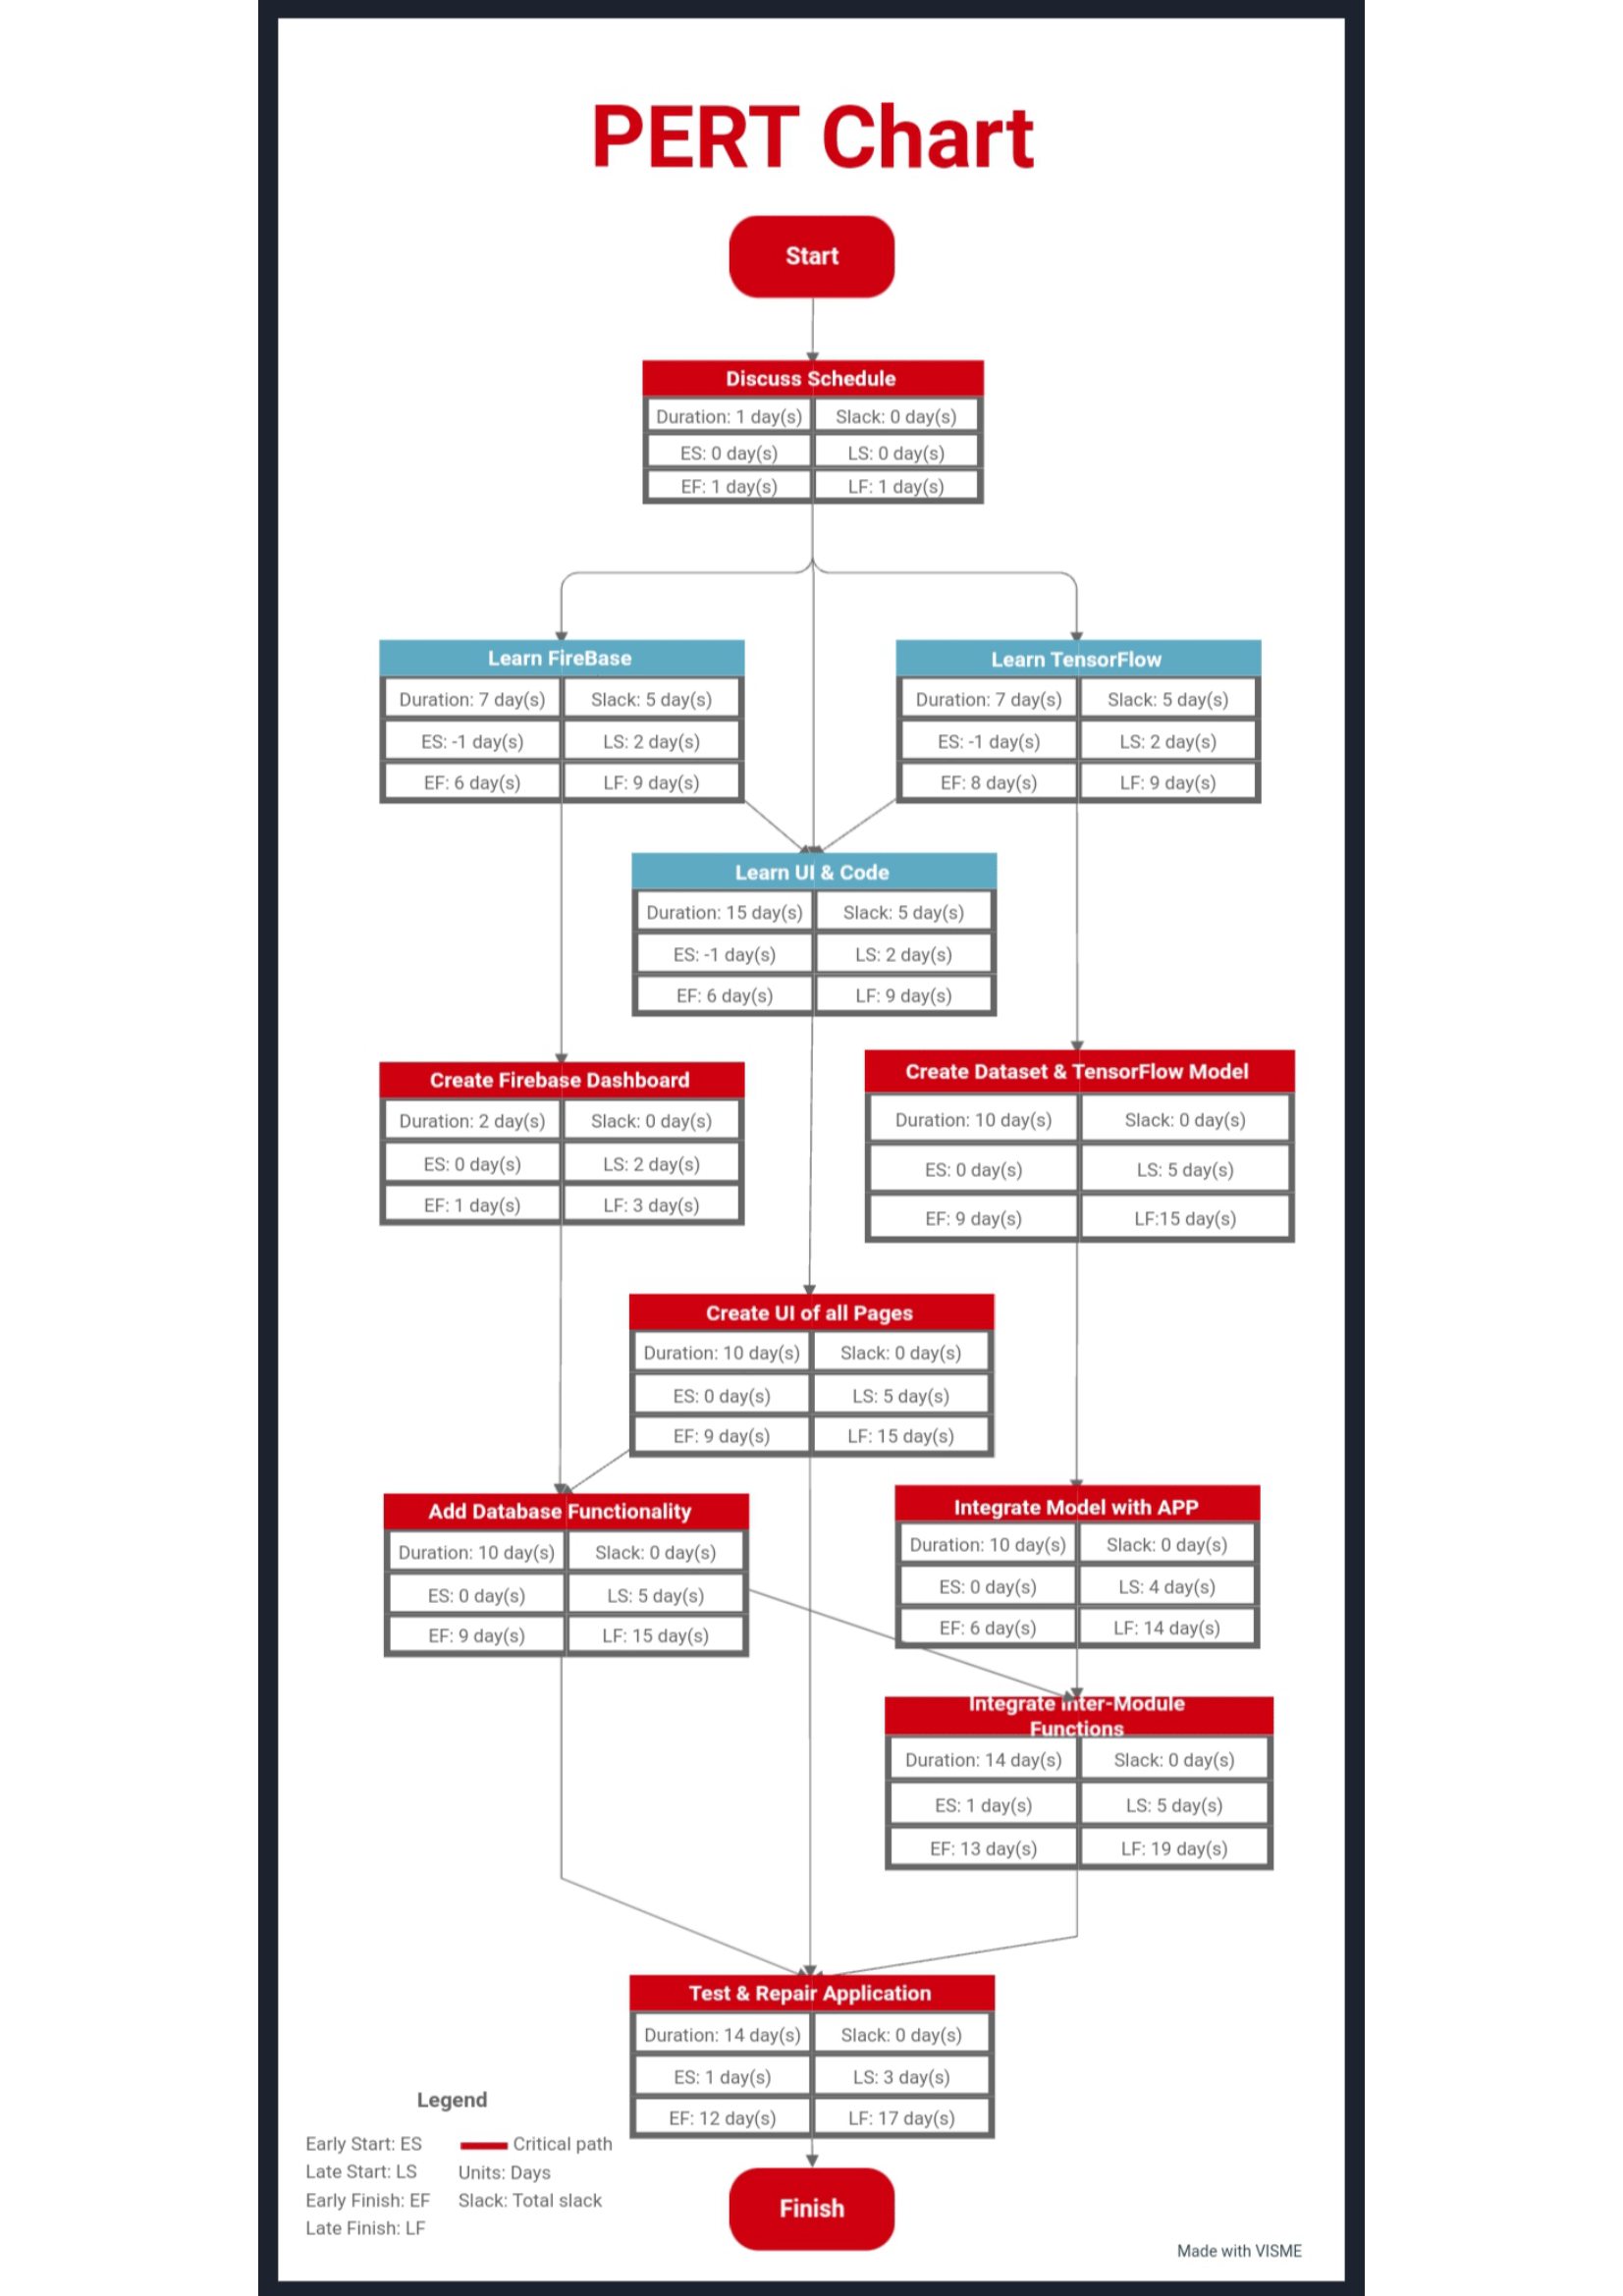 PERT Chart
Start
Discuss Schedule
Duration: 1 day(s) Slack: 0 day(s)
ES: 0 day(s) LS: 0 day(s)
EF: 1 day(s) LF: 1 day(s)
Learn FireBase
Duration: 7 day(s) Slack: 5 day(s)
ES: -1 day(s) LS: 2 day(s)
EF: 6 day(s) LF: 9 day(s)
Learn TensorFlow
Duration: 7 day(s) Slack: 5 day(s)
ES: -1 day(s) LS: 2 day(s)
EF: 8 day(s) LF: 9 day(s)
Learn UI & Code
Duration: 15 day(s) Slack: 5 day(s)
ES: -1 day(s) LS: 2 day(s)
EF: 6 day(s) LF: 9 day(s)
Create Firebase Dashboard
Duration: 2 day(s) Slack: 0 day(s)
ES: 0 day(s) LS: 2 day(s)
EF: 1 day(s) LF: 3 day(s)
Create Dataset & TensorFlow Model
Duration: 10 day(s) Slack: 0 day(s)
ES: 0 day(s) LS: 5 day(s)
EF: 9 day(s) LF:15 day(s)
Create UI of all Pages
Duration: 10 day(s) Slack: 0 day(s)
ES: 0 day(s) LS: 5 day(s)
EF: 9 day(s) LF: 15 day(s)
Add Database Functionality
Duration: 10 day(s) Slack: 0 day(s)
ES: 0 day(s) LS: 5 day(s)
EF: 9 day(s) LF: 15 day(s)
Integrate Model with APP
Duration: 10 day(s) Slack: 0 day(s)
ES: 0 day(s) LS: 4 day(s)
EF: 6 day(s) LF: 14 day(s)
Integrate Inter-Module
Functions
Duration: 14 day(s) Slack: 0 day(s)
ES: 1 day(s) LS: 5 day(s)
EF: 13 day(s) LF: 19 day(s)
Test & Repair Application
Duration: 14 day(s) Slack: 0 day(s)
ES: 1 day(s) LS: 3 day(s)
EF: 12 day(s) LF: 17 day(s)
Finish
Legend
Early Start: ES Critical path
Late Start: LS Units: Days
Early Finish: EF Slack: Total slack
Late Finish: LF
Made with VISME